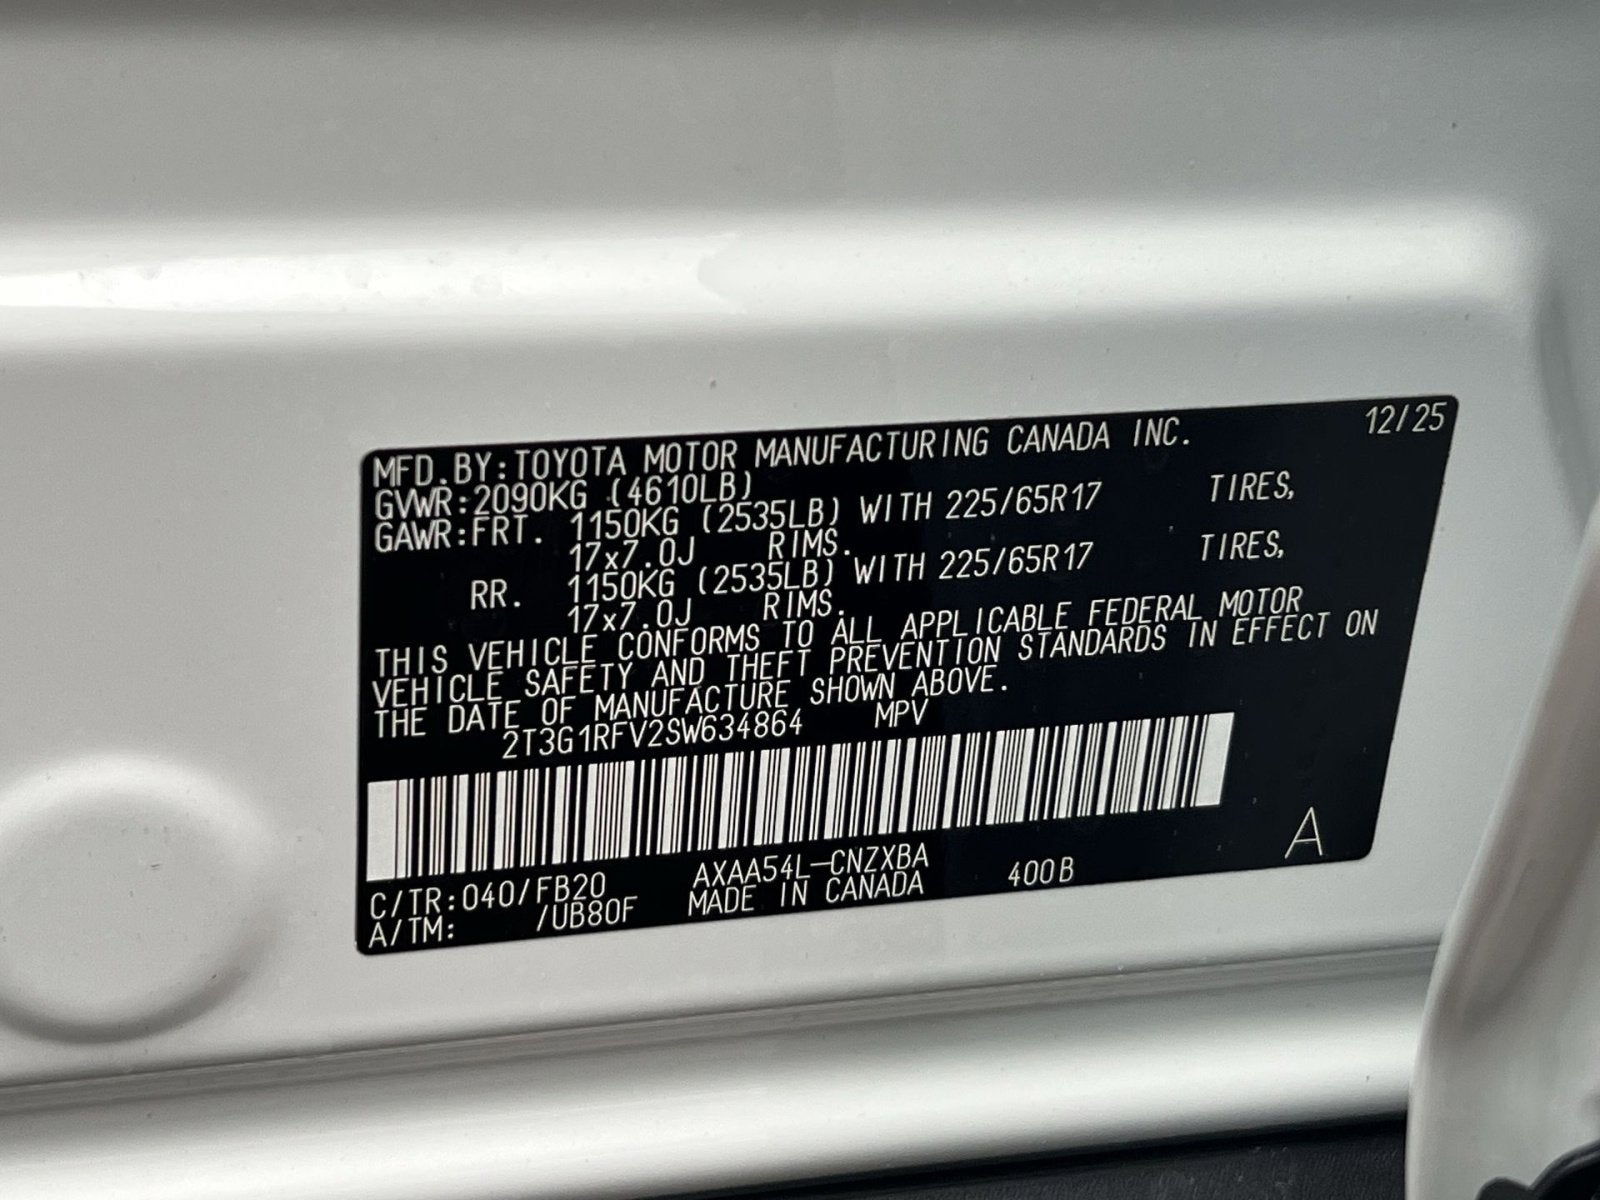 MFD.BY:TOYOTA MOTOR MANUFACTURING CANADA INC. 12/25
GVWR:2090KG (4610LB)
GAWR:FRT. 1150KG (2535LB) WITH 225/65R17 TIRES,
17x7.0J RIMS.
RR. 1150KG (2535LB) WITH 225/65R17 TIRES,
17x7.0J RIMS.
THIS VEHICLE CONFORMS TO ALL APPLICABLE FEDERAL MOTOR
VEHICLE SAFETY AND THEFT PREVENTION STANDARDS IN EFFECT ON
THE DATE OF MANUFACTURE SHOWN ABOVE.
2T3G1RFV2SW634864 MPV
C/TR:040/FB20 AXAA54L-CNZXBA 400B A
A/TM: /UB80F MADE IN CANADA